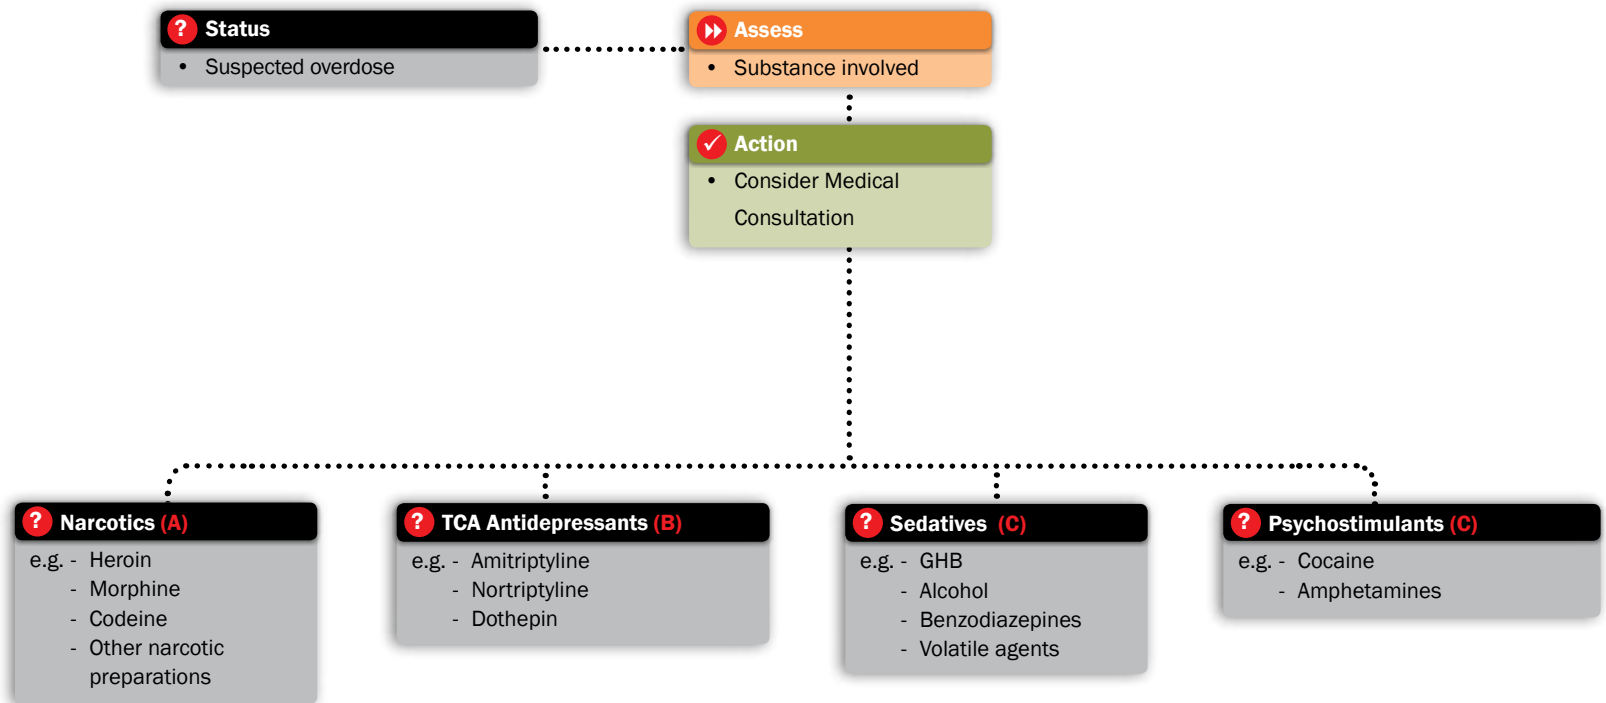 ? Status
• Suspected overdose
Assess
• Substance involved
Action
• Consider Medical
Consultation
? Narcotics (A)
e.g. - Heroin
- Morphine
- Codeine
- Other narcotic
preparations
? TCA Antidepressants (B)
e.g. - Amitriptyline
- Nortriptyline
- Dothepin
? Sedatives (C)
e.g. - GHB
- Alcohol
- Benzodiazepines
- Volatile agents
? Psychostimulants (C)
e.g. - Cocaine
- Amphetamines